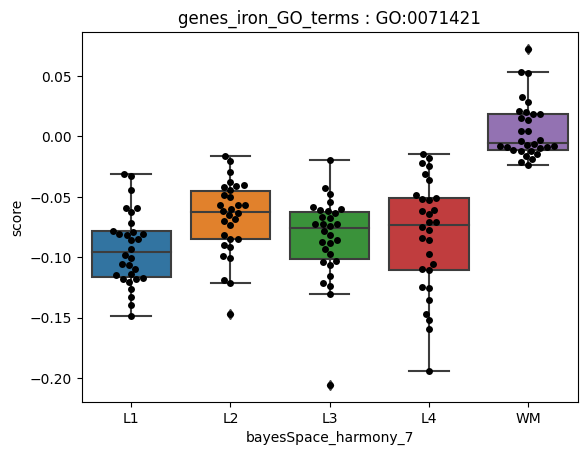 genes_iron_GO_terms : GO:0071421
score
0.05
0.00
−0.05
−0.10
−0.15
−0.20
L1 L2 L3 L4 WM
bayesSpace_harmony_7